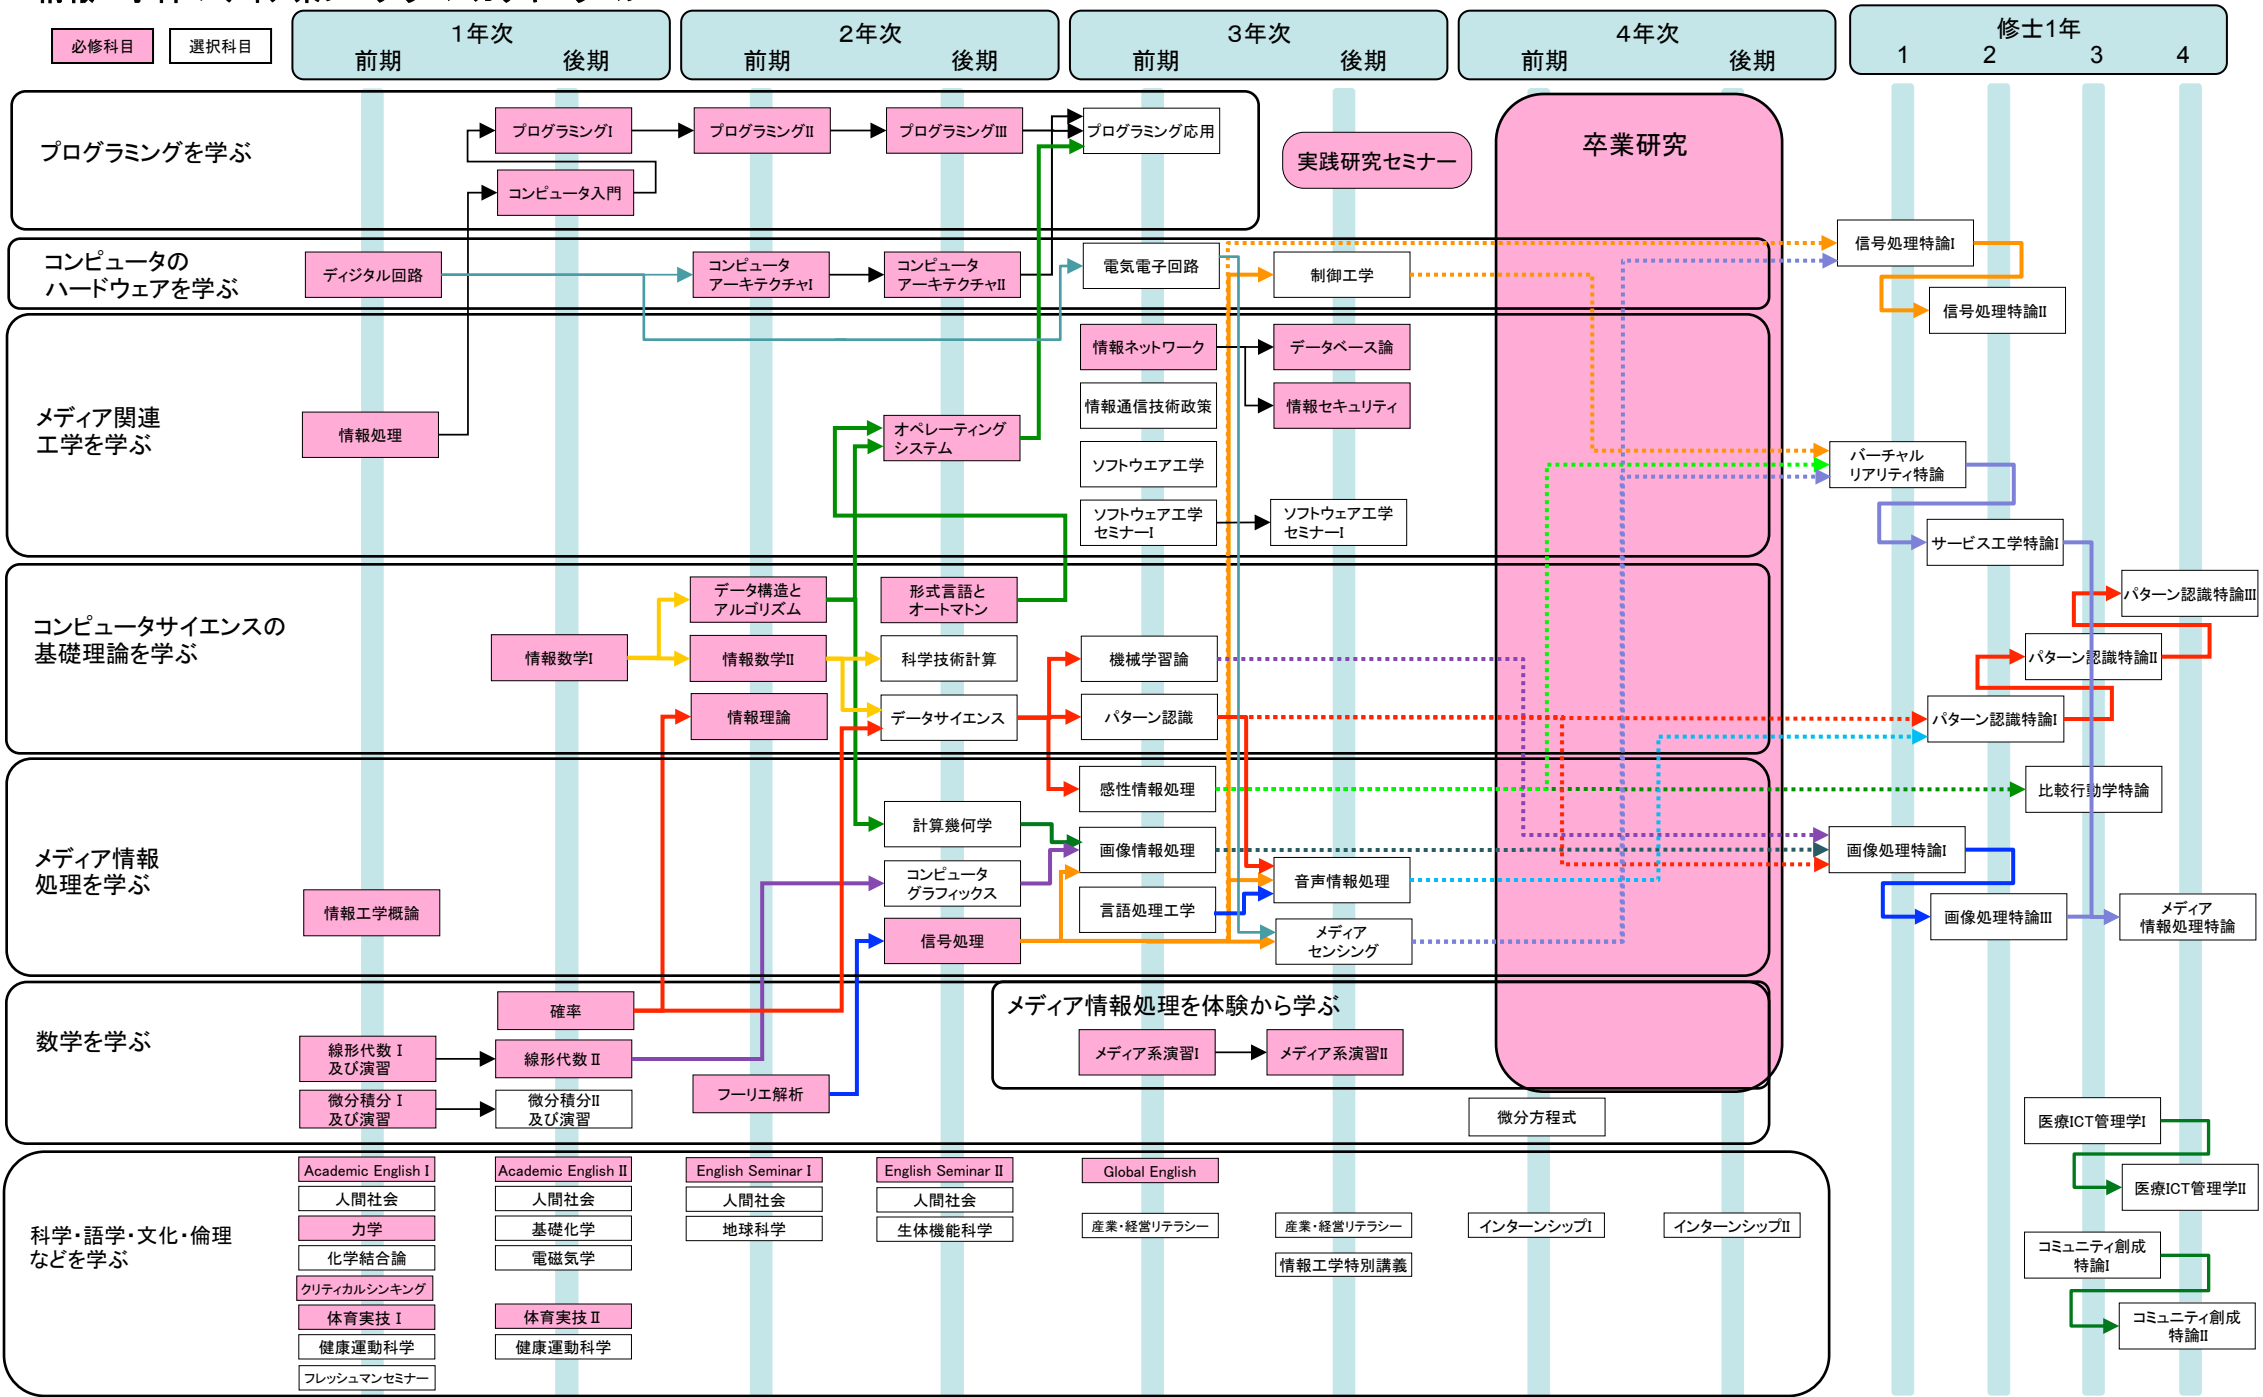 必修科目
選択科目
1年次
前期
後期
2年次
前期
後期
3年次
前期
後期
4年次
前期
後期
修士1年
1
2
3
4
プログラミングを学ぶ
プログラミングI
プログラミングII
プログラミングIII
プログラミング応用
コンピュータ入門
実践研究セミナー
卒業研究
コンピュータの
ハードウェアを学ぶ
ディジタル回路
コンピュータ
アーキテクチャI
コンピュータ
アーキテクチャII
電気電子回路
制御工学
信号処理特論I
信号処理特論II
メディア関連
工学を学ぶ
情報処理
オペレーティング
システム
情報ネットワーク
データベース論
情報通信技術政策
情報セキュリティ
ソフトウエア工学
ソフトウェア工学
セミナーI
ソフトウェア工学
セミナーI
バーチャル
リアリティ特論
サービス工学特論I
コンピュータサイエンスの
基礎理論を学ぶ
情報数学I
データ構造と
アルゴリズム
情報数学II
情報理論
形式言語と
オートマトン
科学技術計算
データサイエンス
機械学習論
パターン認識
パターン認識特論III
パターン認識特論II
パターン認識特論I
メディア情報
処理を学ぶ
情報工学概論
計算幾何学
コンピュータ
グラフィックス
信号処理
感性情報処理
画像情報処理
言語処理工学
音声情報処理
メディア
センシング
比較行動学特論
画像処理特論I
画像処理特論III
メディア
情報処理特論
数学を学ぶ
確率
線形代数 I
及び演習
線形代数 II
微分積分 I
及び演習
微分積分II
及び演習
フーリエ解析
メディア情報処理を体験から学ぶ
メディア系演習I
メディア系演習II
微分方程式
医療ICT管理学I
医療ICT管理学II
コミュニティ創成
特論I
コミュニティ創成
特論II
科学・語学・文化・倫理
などを学ぶ
Academic English I
Academic English II
English Seminar I
English Seminar II
Global English
人間社会
人間社会
人間社会
人間社会
力学
基礎化学
地球科学
生体機能科学
産業・経営リテラシー
産業・経営リテラシー
インターンシップI
インターンシップII
化学結合論
電磁気学
情報工学特別講義
クリティカルシンキング
体育実技 I
体育実技 II
健康運動科学
健康運動科学
フレッシュマンセミナー